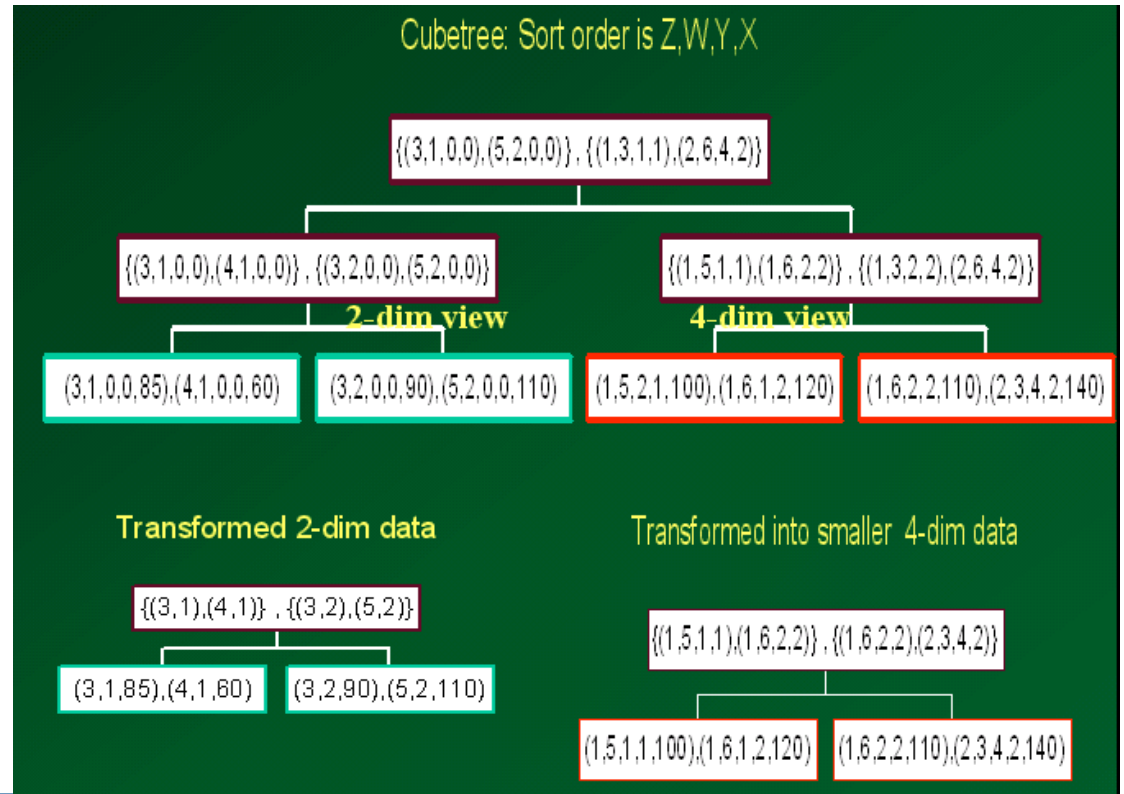 Cubetree: Sort order is Z,W,Y,X
{(3,1,0,0),(5,2,0,0)} , {(1,3,1,1),(2,6,4,2)}
{(3,1,0,0),(4,1,0,0)} , {(3,2,0,0),(5,2,0,0)}
{(1,5,1,1),(1,6,2,2)} , {(1,3,2,2),(2,6,4,2)}
2-dim view
4-dim view
(3,1,0,0,85),(4,1,0,0,60)
(3,2,0,0,90),(5,2,0,0,110)
(1,5,2,1,100),(1,6,1,2,120)
(1,6,2,2,110),(2,3,4,2,140)
Transformed 2-dim data
Transformed into smaller 4-dim data
{(3,1),(4,1)} , {(3,2),(5,2)}
{(1,5,1,1),(1,6,2,2)} , {(1,6,2,2),(2,3,4,2)}
(3,1,85),(4,1,60)
(3,2,90),(5,2,110)
(1,5,1,1,100),(1,6,1,2,120)
(1,6,2,2,110),(2,3,4,2,140)